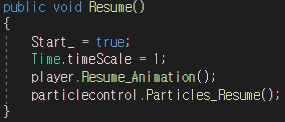 public void Resume()
{
Start_ = true;
Time.timeScale = 1;
player.Resume_Animation();
particlecontrol.Particles_Resume();
}